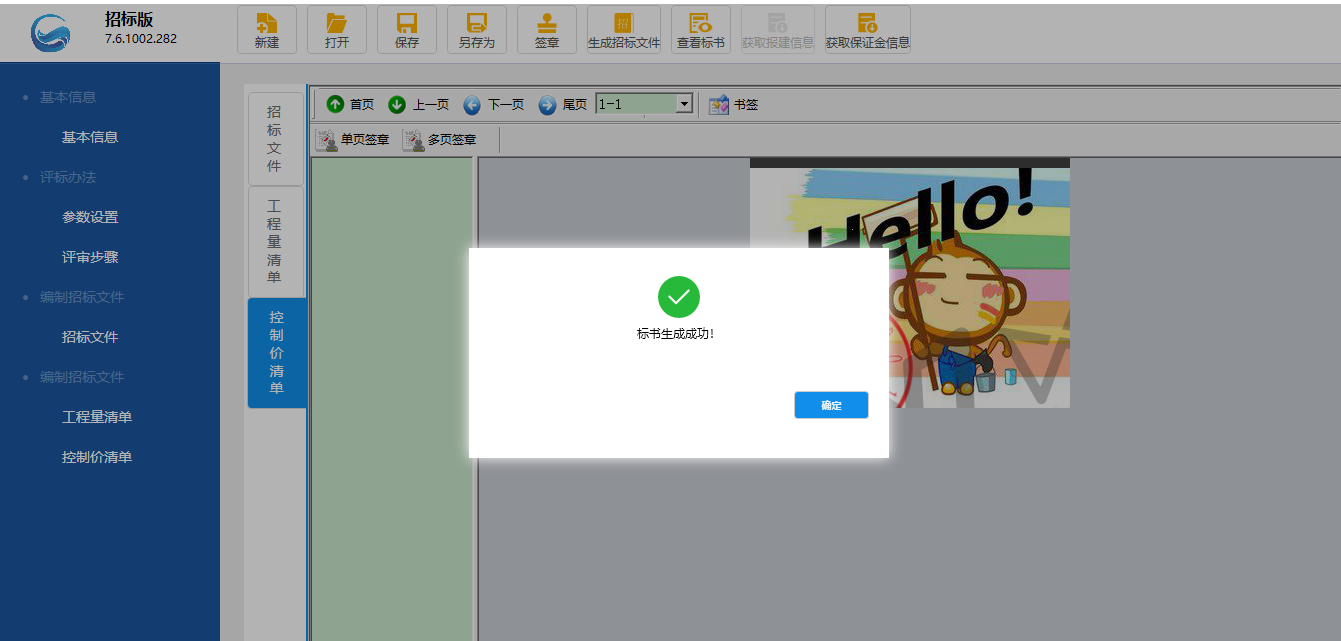 招标版
7.6.1002.282
新建
打开
保存
另存为
签章
招
生成招标文件
查看标书
获取报建信息
获取保证金信息
基本信息
基本信息
评标办法
参数设置
评审步骤
编制招标文件
招标文件
编制招标文件
工程量清单
控制价清单
招标文件
工程量清单
控制价清单
首页
上一页
下一页
尾页
1-1
书签
单页签章
多页签章
Hello!
标书生成成功！
确定